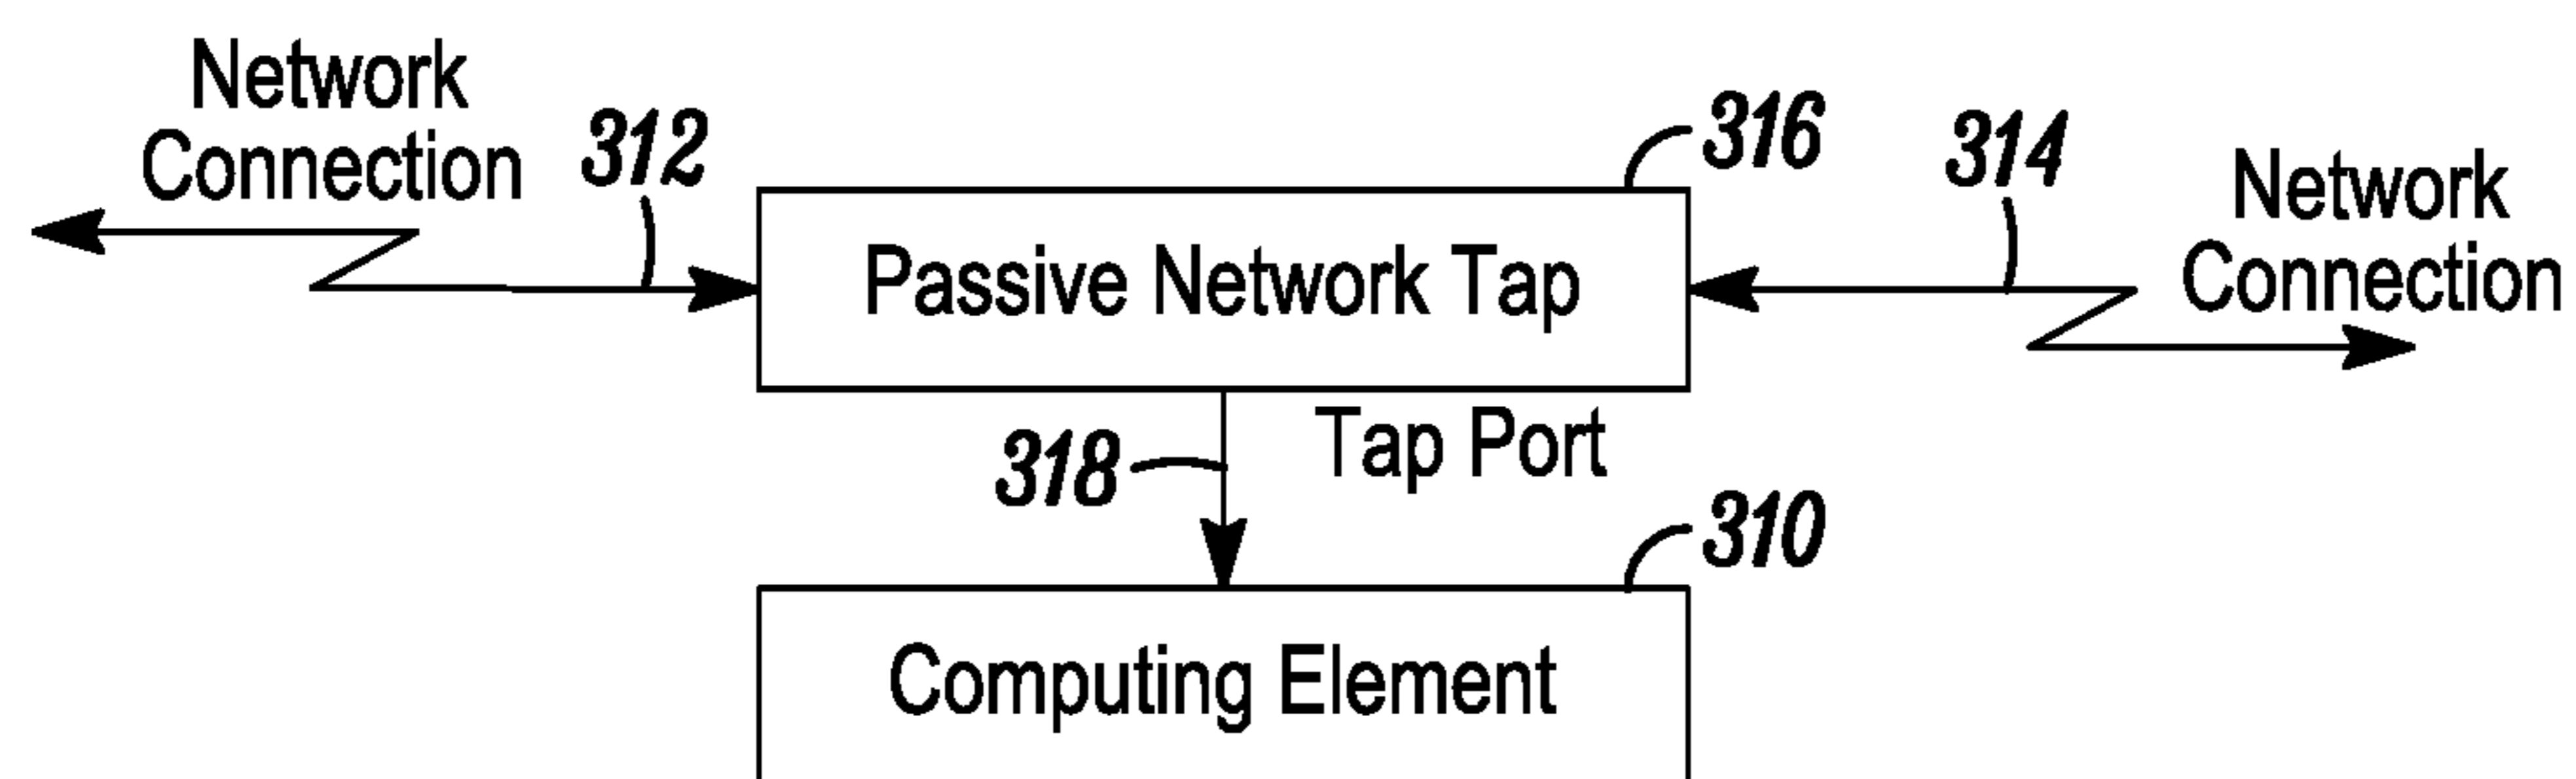 Network
Connection
312
316
314
Network
Connection
Passive Network Tap
318
Tap Port
310
Computing Element